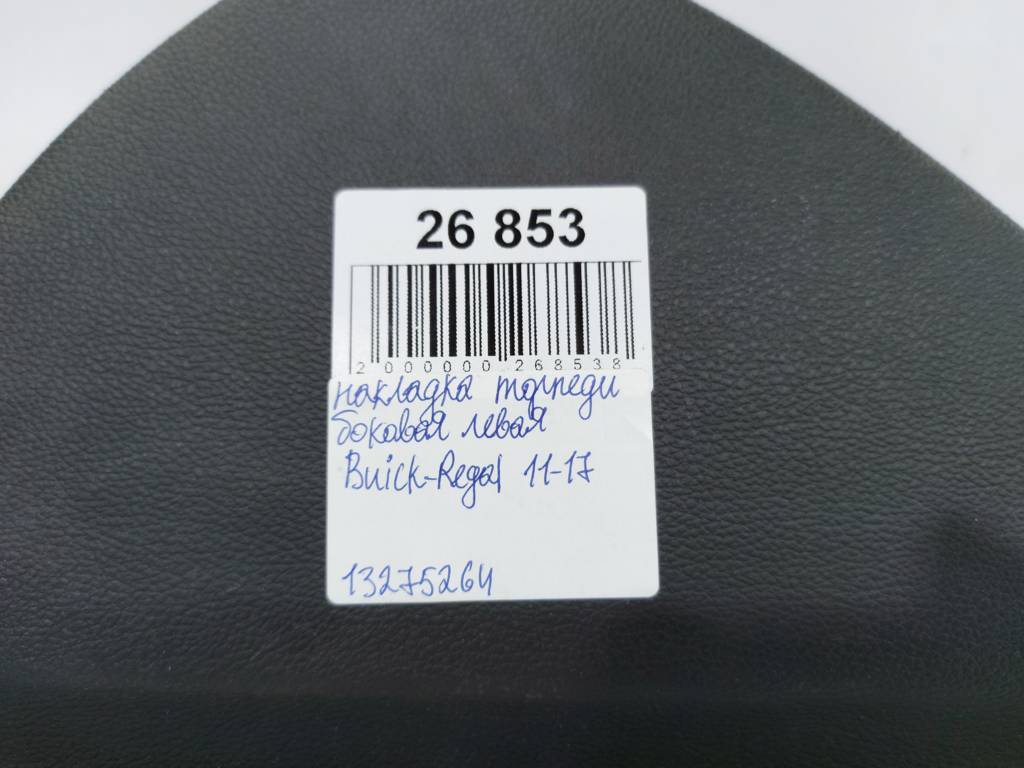 26 853
2 000000 268538
накладка торпеди
боковая левая
Buick-Regal 11-17
13275264